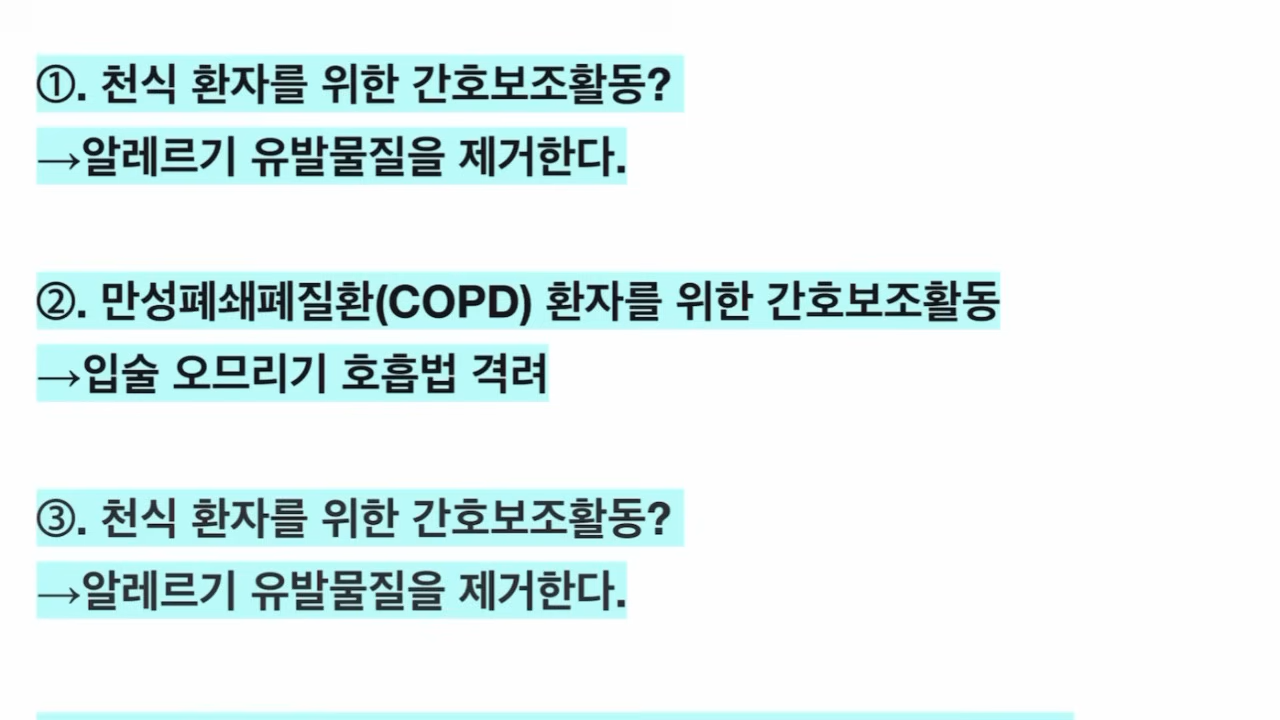 ①. 천식 환자를 위한 간호보조활동?
→알레르기 유발물질을 제거한다.
②. 만성폐쇄폐질환(COPD) 환자를 위한 간호보조활동
→입술 오므리기 호흡법 격려
③. 천식 환자를 위한 간호보조활동?
→알레르기 유발물질을 제거한다.